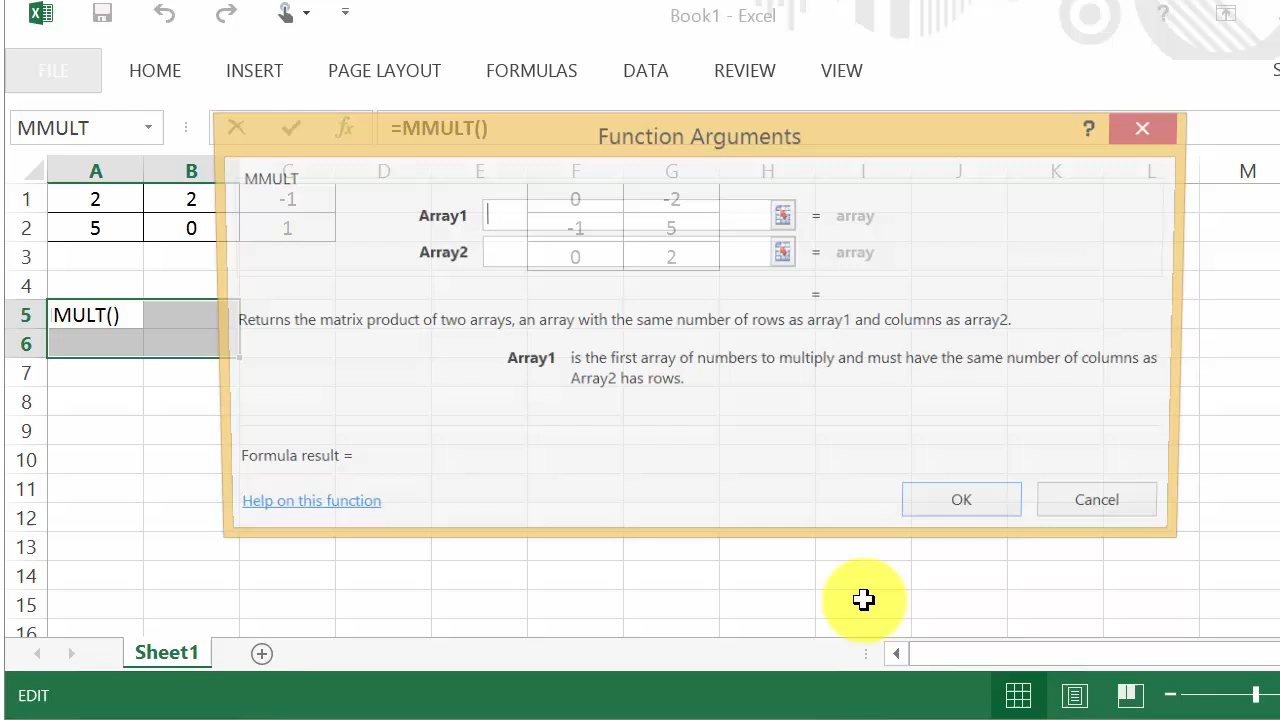 Book1 - Excel
FILE HOME INSERT PAGE LAYOUT FORMULAS DATA REVIEW VIEW S
MMULT fx =MMULT()
Function Arguments ?
A B C D E F G H I J K L M
MMULT
1 2 2 -1 0 -2
Array1 = array
2 5 0 1 -1 5
Array2 = array
3 0 2
4
=
5 MULT()
Returns the matrix product of two arrays, an array with the same number of rows as array1 and columns as array2.
6
Array1 is the first array of numbers to multiply and must have the same number of columns as
Array2 has rows.
7
8
9
10
Formula result =
11
Help on this function OK Cancel
12
13
14
15
16
Sheet1
EDIT